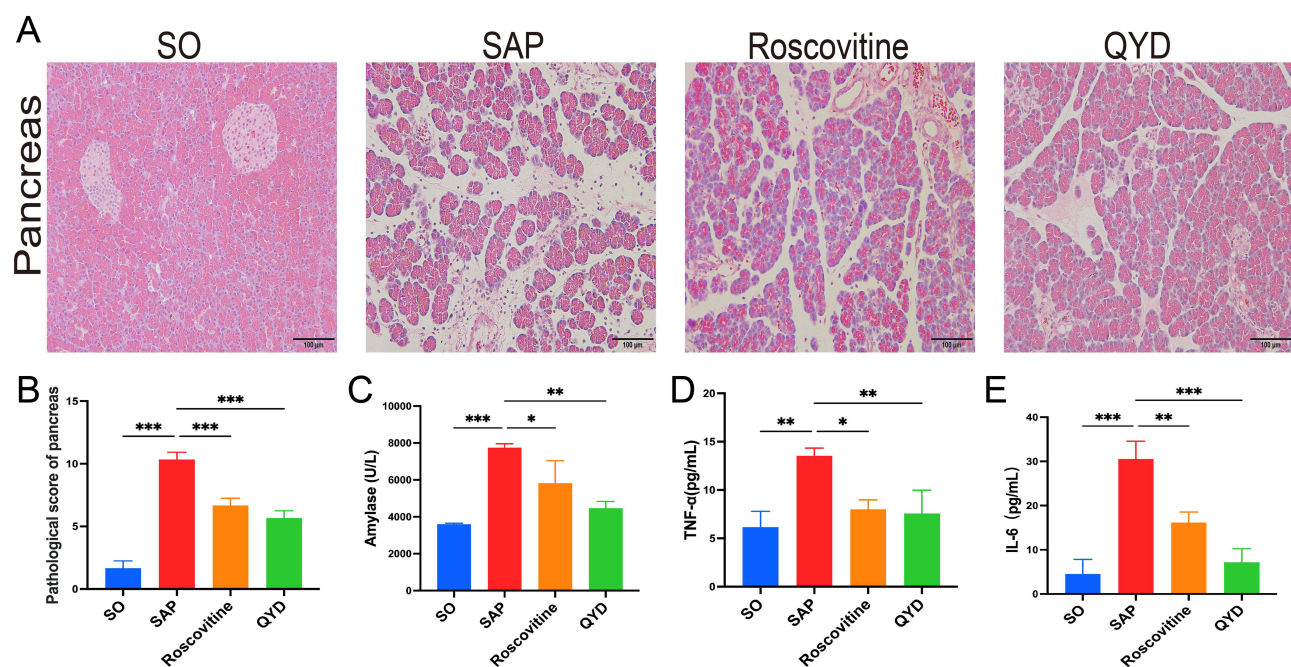 A
SO
SAP
Roscovitine
QYD
Pancreas
100 μm
100 μm
100 μm
100 μm
B
Pathological score of pancreas
15
10
5
0
***
***
***
SO
SAP
Roscovitine
QYD
C
Amylase (U/L)
10000
8000
6000
4000
2000
0
**
***
*
SO
SAP
Roscovitine
QYD
D
TNF-α(pg/mL)
20
15
10
5
0
**
**
*
SO
SAP
Roscovitine
QYD
E
IL-6 (pg/mL)
40
30
20
10
0
***
***
**
SO
SAP
Roscovitine
QYD